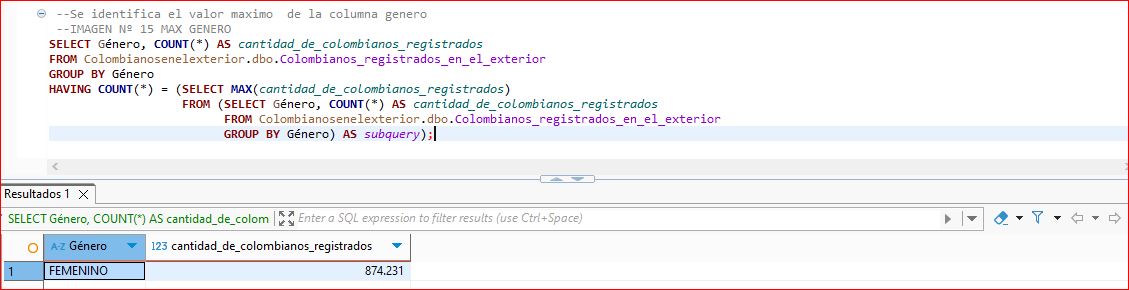 --Se identifica el valor maximo  de la columna genero
--IMAGEN Nº 15 MAX GENERO
SELECT Género, COUNT(*) AS cantidad_de_colombianos_registrados
FROM Colombianosenelexterior.dbo.Colombianos_registrados_en_el_exterior
GROUP BY Género
HAVING COUNT(*) = (SELECT MAX(cantidad_de_colombianos_registrados)
FROM (SELECT Género, COUNT(*) AS cantidad_de_colombianos_registrados
FROM Colombianosenelexterior.dbo.Colombianos_registrados_en_el_exterior
GROUP BY Género) AS subquery);
Resultados 1
SELECT Género, COUNT(*) AS cantidad_de_colom Enter a SQL expression to filter results (use Ctrl+Space)
A-Z Género 123 cantidad_de_colombianos_registrados
1 FEMENINO 874.231